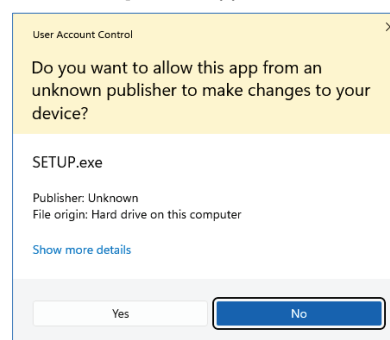 User Account Control
Do you want to allow this app from an
unknown publisher to make changes to your
device?
SETUP.exe
Publisher: Unknown
File origin: Hard drive on this computer
Show more details
Yes
No